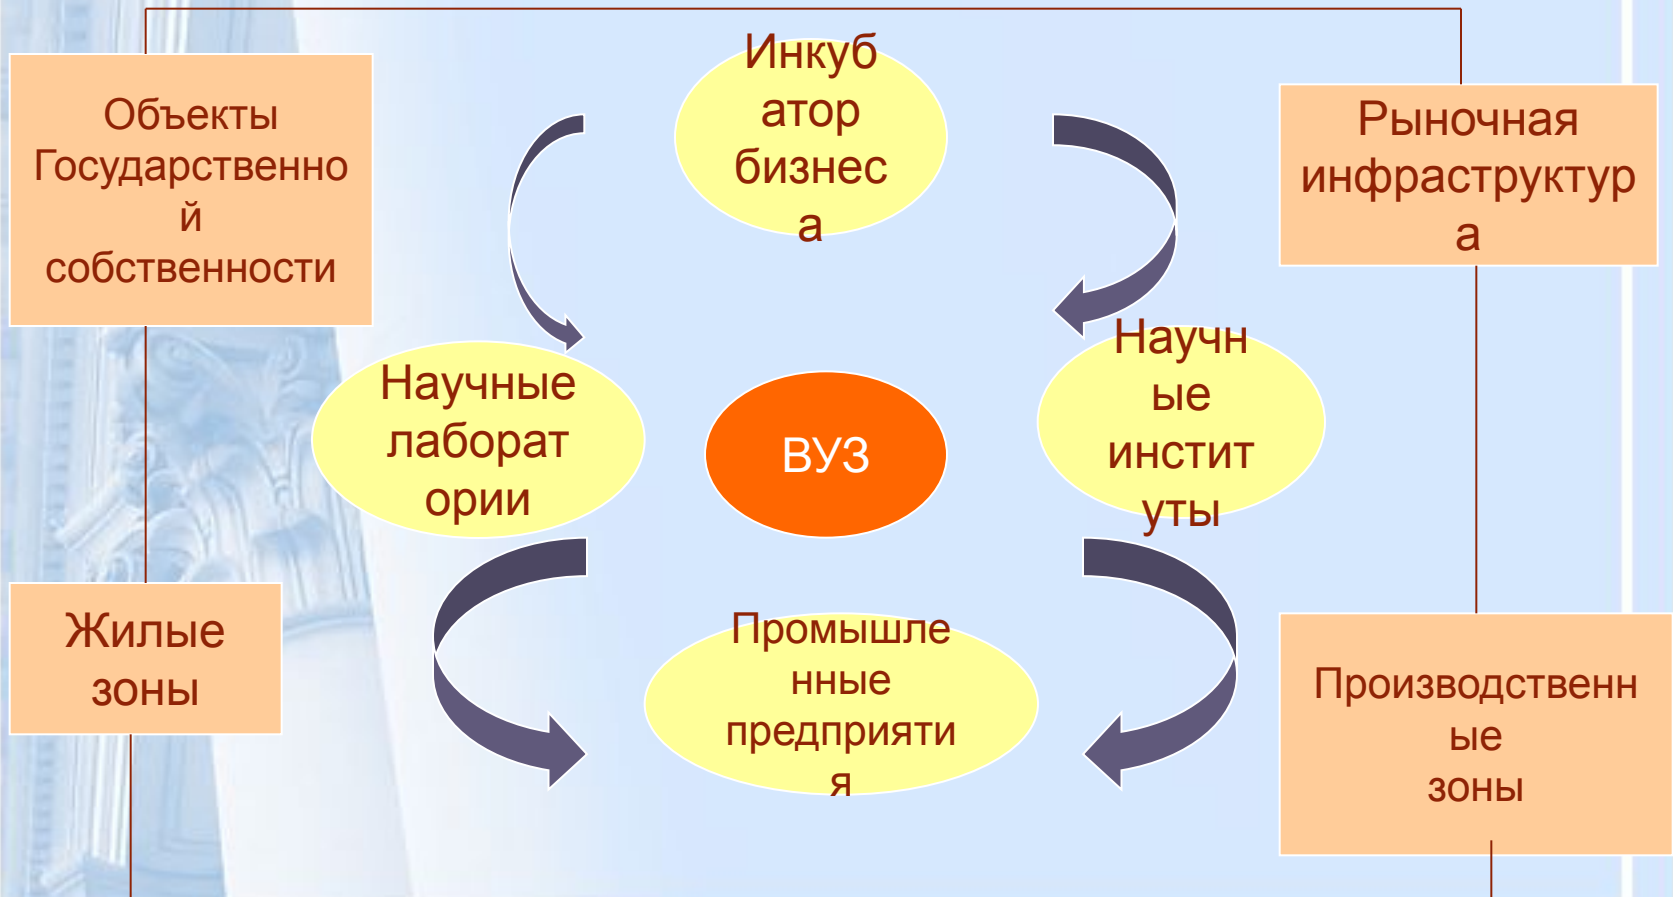 Инкуб
атор
бизнес
а
Объекты
Государственно
й
собственности
Рыночная
инфраструктур
а
Научные
лаборат
ории
ВУЗ
Научн
ые
инстит
уты
Жилые
зоны
Промышле
нные
предприяти
я
Производственн
ые
зоны